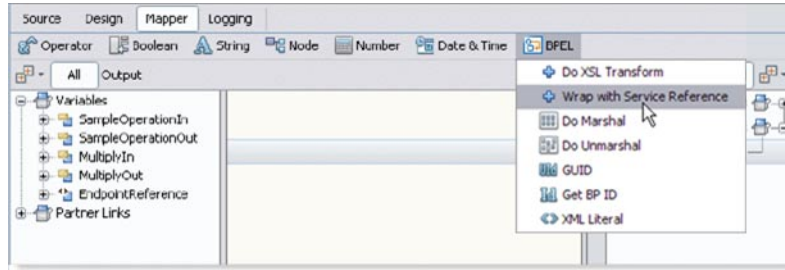 Source Design Mapper Logging
Operator Boolean String Node Number Date & Time BPEL
All Output
Do XSL Transform
Variables
Wrap with Service Reference
SampleOperationIn
Do Marshal
SampleOperationOut
Do Unmarshal
MultiplyIn
GUID
MultiplyOut
Get BP ID
EndpointReference
XML Literal
Partner Links